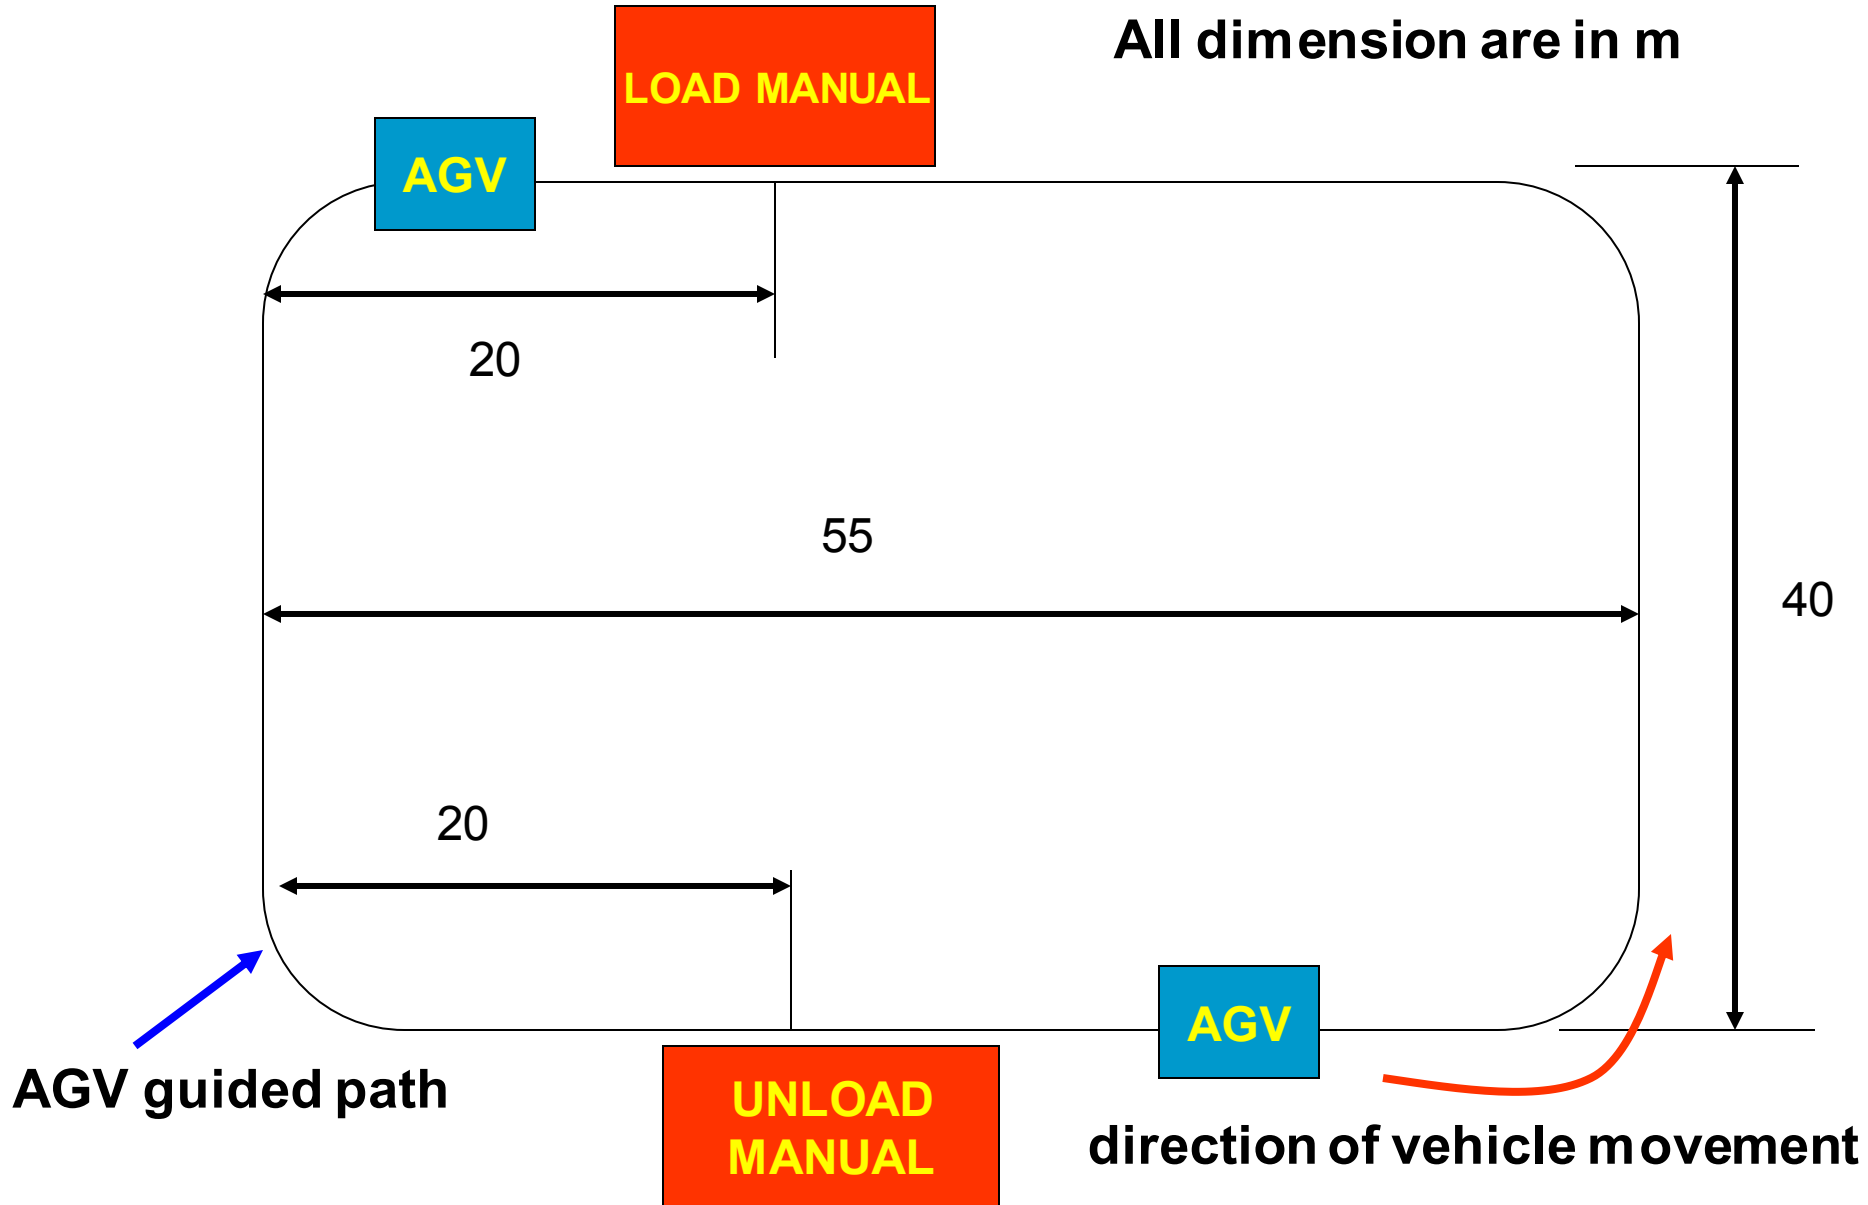 All dimension are in m
LOAD MANUAL
AGV
20
55
40
20
AGV
AGV guided path
UNLOAD
MANUAL
direction of vehicle movement